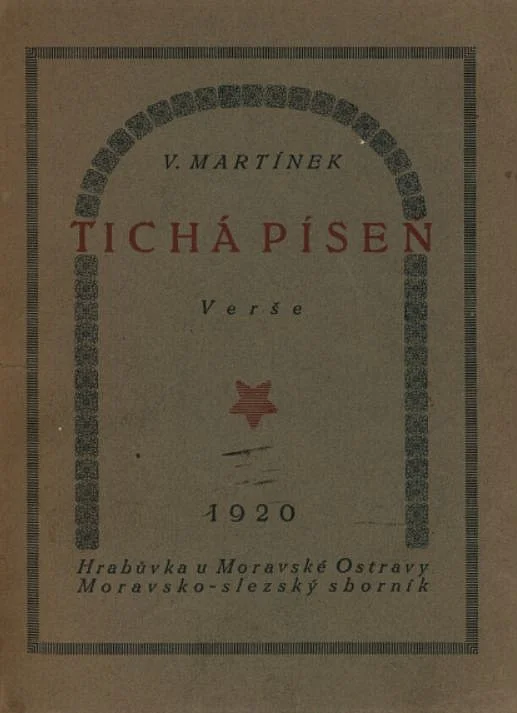 V. MARTÍNEK
TICHÁ PÍSEN
Verše
1920
Hrabůvka u Moravské Ostravy
Moravsko-slezský sborník